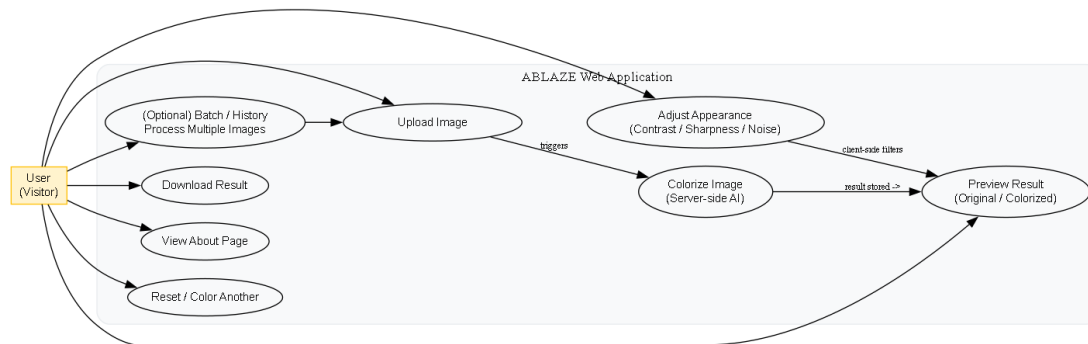 ABLAZE Web Application
(Optional) Batch / History
Process Multiple Images
Upload Image
Adjust Appearance
(Contrast / Sharpness / Noise)
triggers
client-side filters
User
(Visitor)
Download Result
Colorize Image
(Server-side AI)
result stored ->
Preview Result
(Original / Colorized)
View About Page
Reset / Color Another